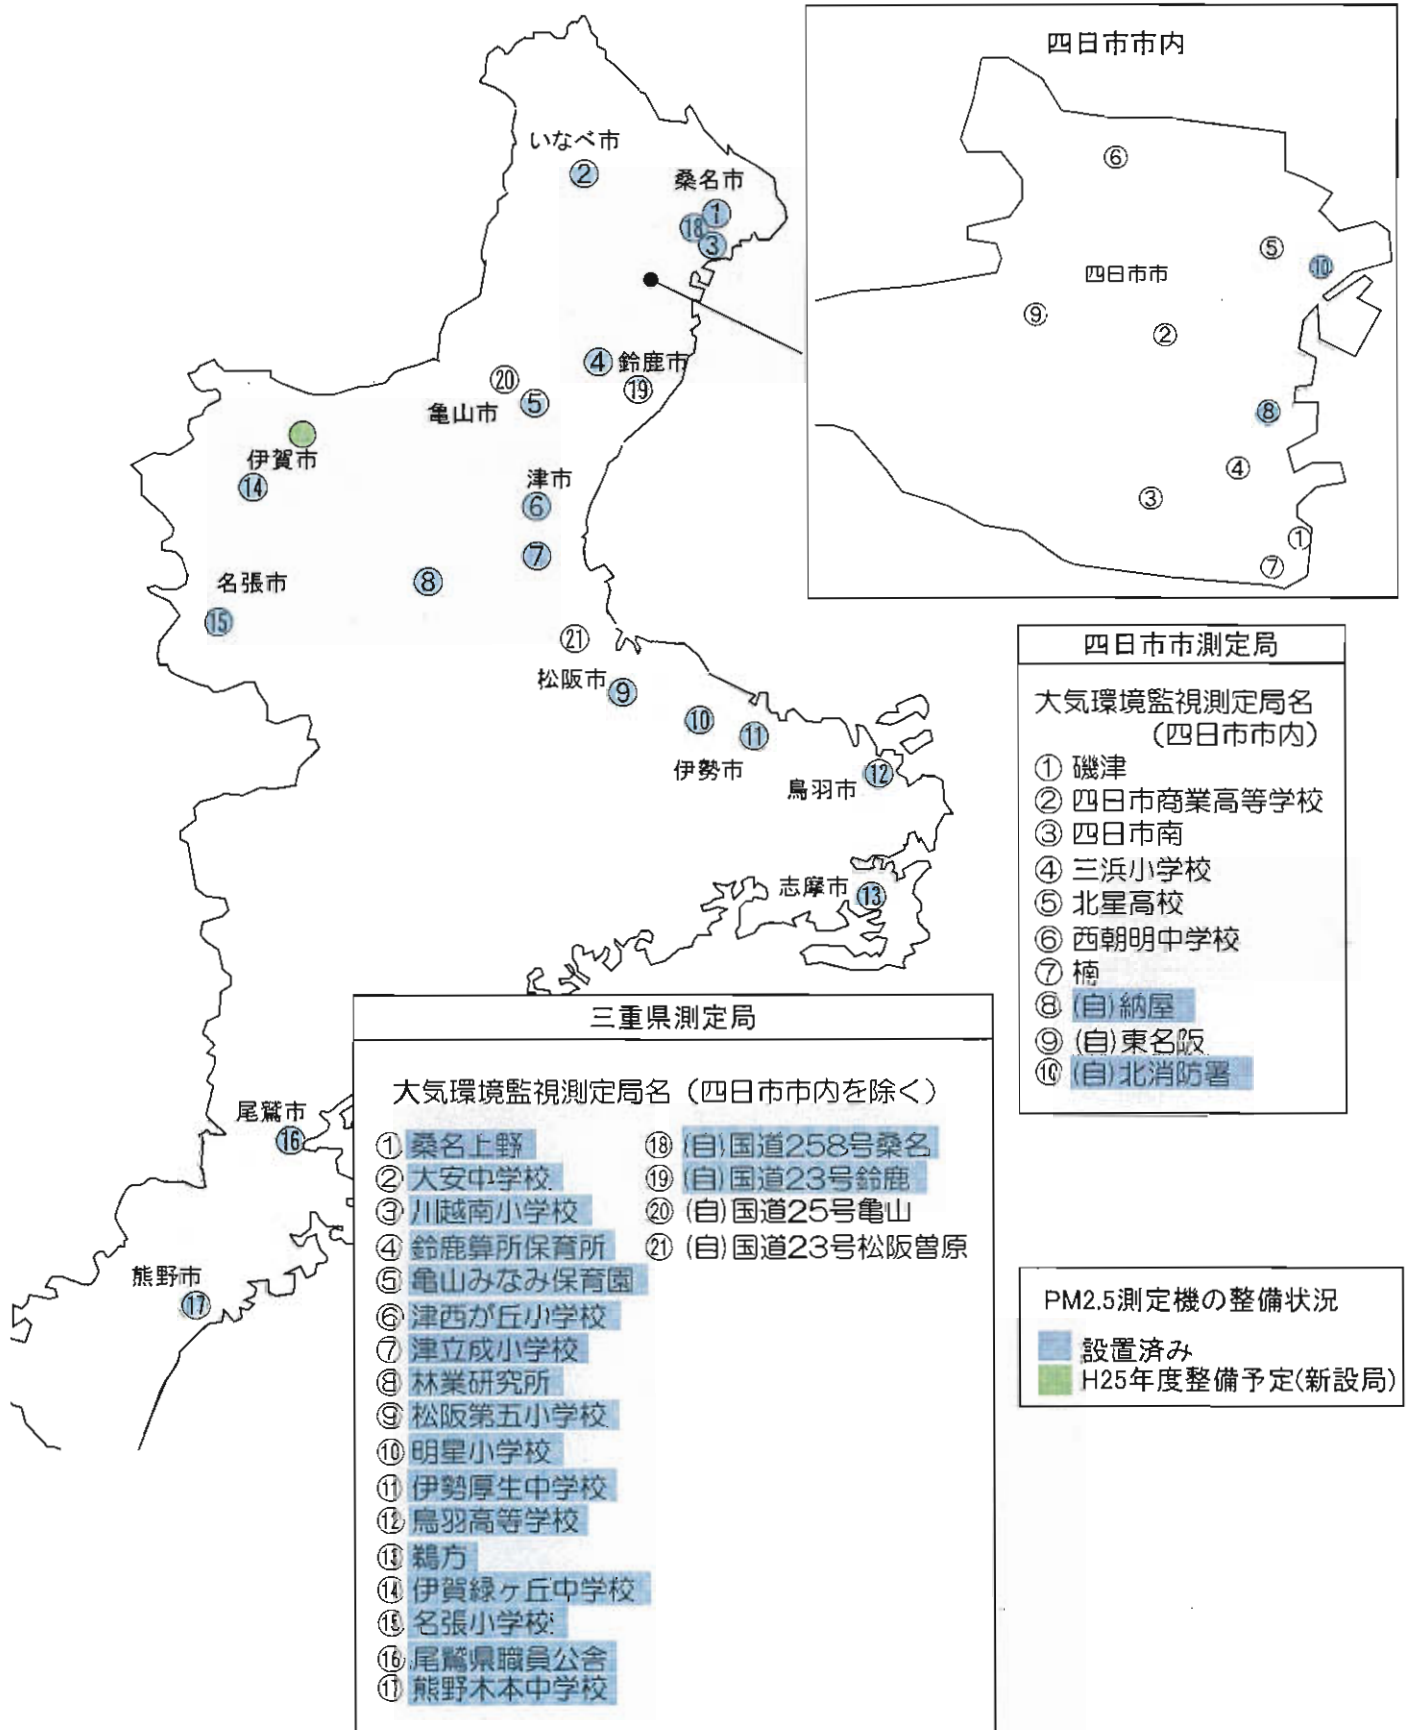 四日市市内
⑥
⑤
⑩
四日市市
⑨
②
⑧
④
③
①
⑦
いなべ市
②
桑名市
①
⑱
③
④ 鈴鹿市
⑳
⑲
亀山市 ⑤
伊賀市
⑭
津市
⑥
⑦
⑧
名張市
⑮
㉑
松阪市 ⑨
⑩
⑪
伊勢市
⑫
鳥羽市
志摩市 ⑬
尾鷲市
⑯
熊野市
⑰
四日市市測定局
大気環境監視測定局名
(四日市市内)
① 磯津
② 四日市商業高等学校
③ 四日市南
④ 三浜小学校
⑤ 北星高校
⑥ 西朝明中学校
⑦ 楠
⑧ (自)納屋
⑨ (自)東名阪
⑩ (自)北消防署
三重県測定局
大気環境監視測定局名(四日市市内を除く)
① 桑名上野
② 大安中学校
③ 川越南小学校
④ 鈴鹿算所保育所
⑤ 亀山みなみ保育園
⑥ 津西が丘小学校
⑦ 津立成小学校
⑧ 林業研究所
⑨ 松阪第五小学校
⑩ 明星小学校
⑪ 伊勢厚生中学校
⑫ 鳥羽高等学校
⑬ 鵜方
⑭ 伊賀緑ヶ丘中学校
⑮ 名張小学校
⑯ 尾鷲県職員公舎
⑰ 熊野木本中学校
⑱ (自)国道258号桑名
⑲ (自)国道23号鈴鹿
⑳ (自)国道25号亀山
㉑ (自)国道23号松阪曽原
PM2.5測定機の整備状況
設置済み
H25年度整備予定(新設局)